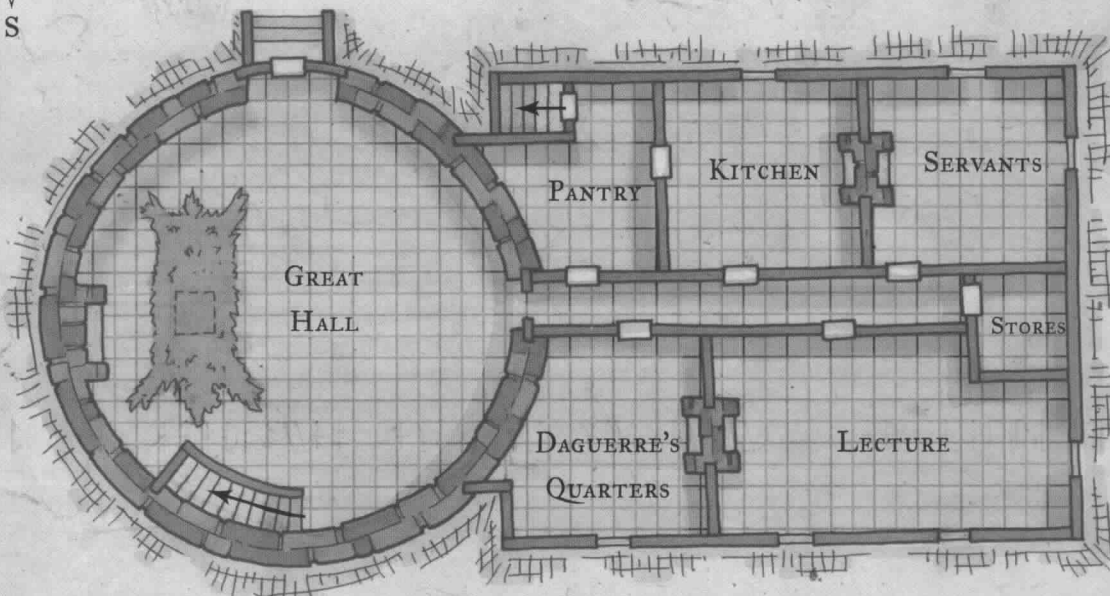 S
Pantry
Kitchen
Servants
Great
Hall
Stores
Daguerre's
Quarters
Lecture